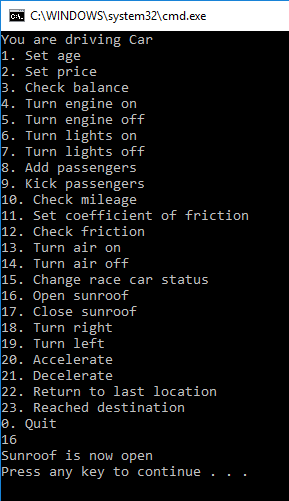 C:\WINDOWS\system32\cmd.exe
You are driving Car
1. Set age
2. Set price
3. Check balance
4. Turn engine on
5. Turn engine off
6. Turn lights on
7. Turn lights off
8. Add passengers
9. Kick passengers
10. Check mileage
11. Set coefficient of friction
12. Check friction
13. Turn air on
14. Turn air off
15. Change race car status
16. Open sunroof
17. Close sunroof
18. Turn right
19. Turn left
20. Accelerate
21. Decelerate
22. Return to last location
23. Reached destination
0. Quit
16
Sunroof is now open
Press any key to continue . . .